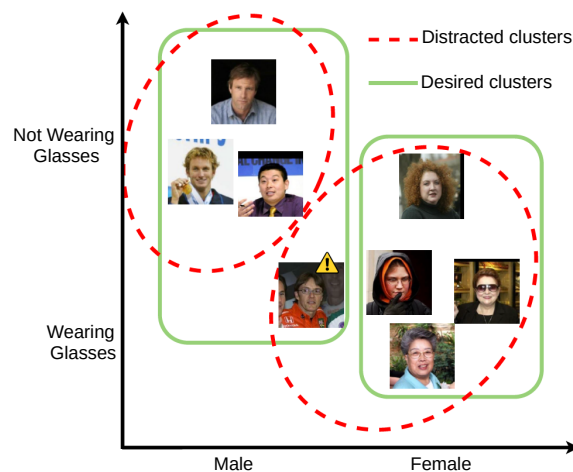 Distracted clusters
Desired clusters
Not Wearing
Glasses
Wearing
Glasses
Male
Female